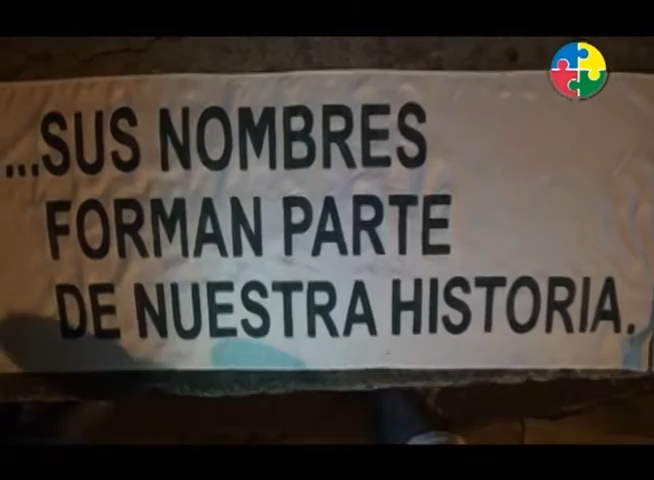 ...SUS NOMBRES
FORMAN PARTE
DE NUESTRA HISTORIA.